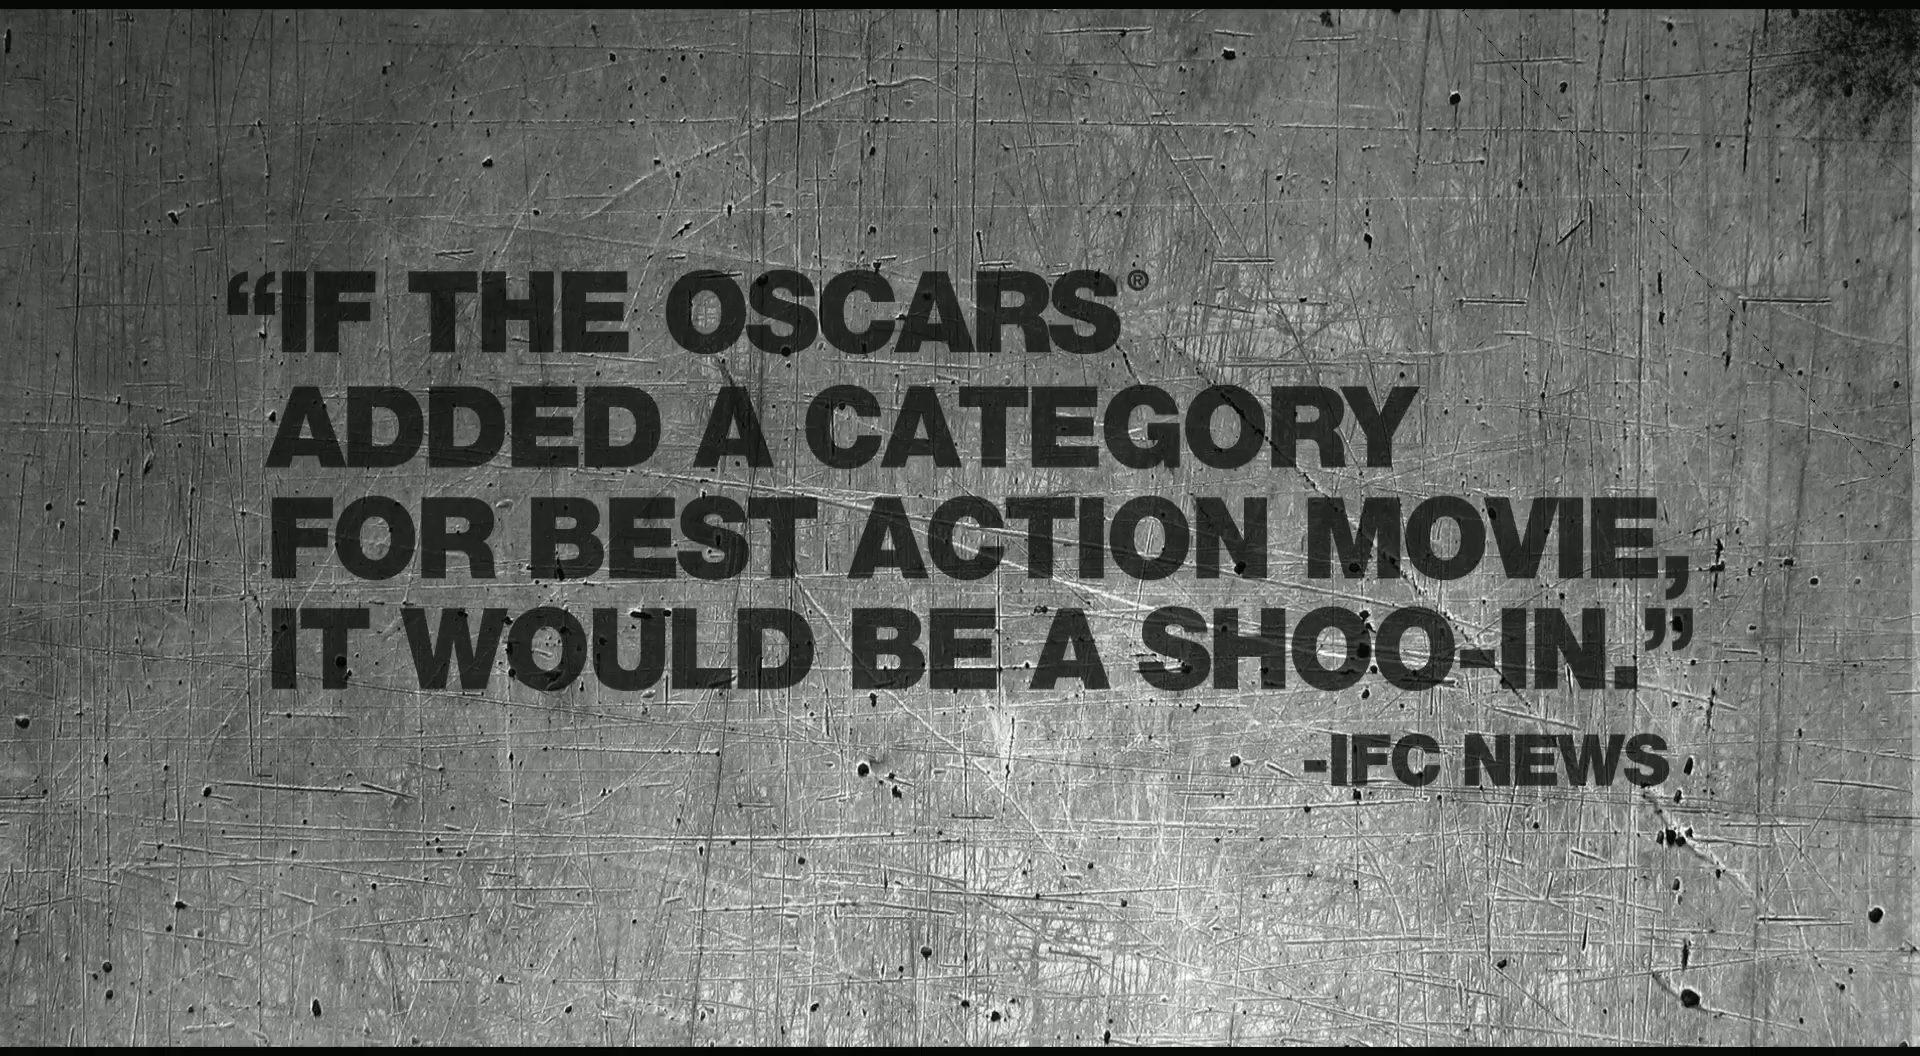 “IF THE OSCARS®
ADDED A CATEGORY
FOR BEST ACTION MOVIE,
IT WOULD BE A SHOO-IN.”
-IFC NEWS